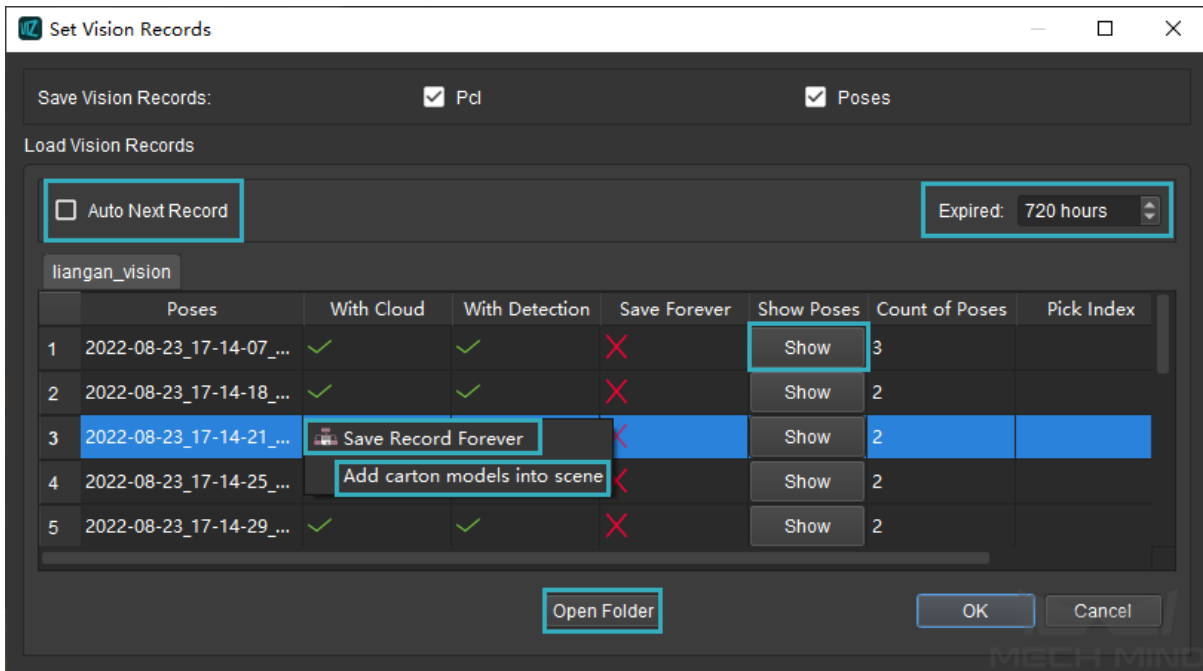 VIZ Set Vision Records
Save Vision Records: Pcl Poses
Load Vision Records
Auto Next Record Expired: 720 hours
liangan_vision
Poses With Cloud With Detection Save Forever Show Poses Count of Poses Pick Index
1 2022-08-23_17-14-07_... Show 3
2 2022-08-23_17-14-18_... Show 2
3 2022-08-23_17-14-21_... Save Record Forever Show 2
Add carton models into scene
4 2022-08-23_17-14-25_... Show 2
5 2022-08-23_17-14-29_... Show 2
Open Folder OK Cancel
MECH MIND